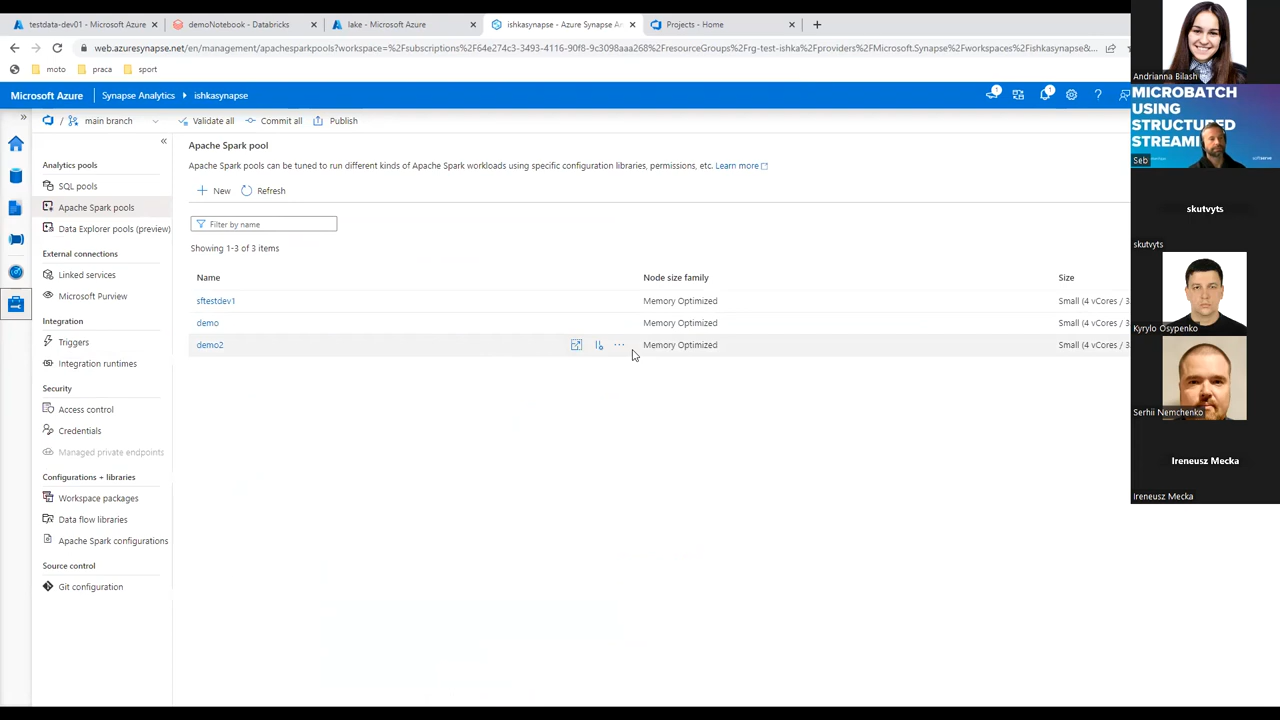 testdata-dev01 - Microsoft Azure
demoNotebook - Databricks
lake - Microsoft Azure
ishkasynapse - Azure Synapse An
Projects - Home
web.azuresynapse.net/en/management/apachesparkpools?workspace=%2Fsubscriptions%2F64e274c3-3493-4116-90f8-9c3098aaa268%2FresourceGroups%2Frg-test-ishka%2Fproviders%2FMicrosoft.Synapse%2Fworkspaces%2Fishkasynapse&...
moto
praca
sport
Microsoft Azure
Synapse Analytics
ishkasynapse
1
1
main branch
Validate all
Commit all
Publish
Analytics pools
SQL pools
Apache Spark pools
Data Explorer pools (preview)
External connections
Linked services
Microsoft Purview
Integration
Triggers
Integration runtimes
Security
Access control
Credentials
Managed private endpoints
Configurations + libraries
Workspace packages
Data flow libraries
Apache Spark configurations
Source control
Git configuration
Apache Spark pool
Apache Spark pools can be tuned to run different kinds of Apache Spark workloads using specific configuration libraries, permissions, etc. Learn more
New
Refresh
Filter by name
Showing 1-3 of 3 items
Name
Node size family
Size
sftestdev1
Memory Optimized
Small (4 vCores / 3
demo
Memory Optimized
Small (4 vCores / 3
demo2
Memory Optimized
Small (4 vCores / 3
Andrianna Bilash
MICROBATCH
USING
STRUCTURED
STREAMI
softserve
Seb
skutvyts
skutvyts
Kyrylo Osypenko
Serhii Nemchenko
Ireneusz Mecka
Ireneusz Mecka